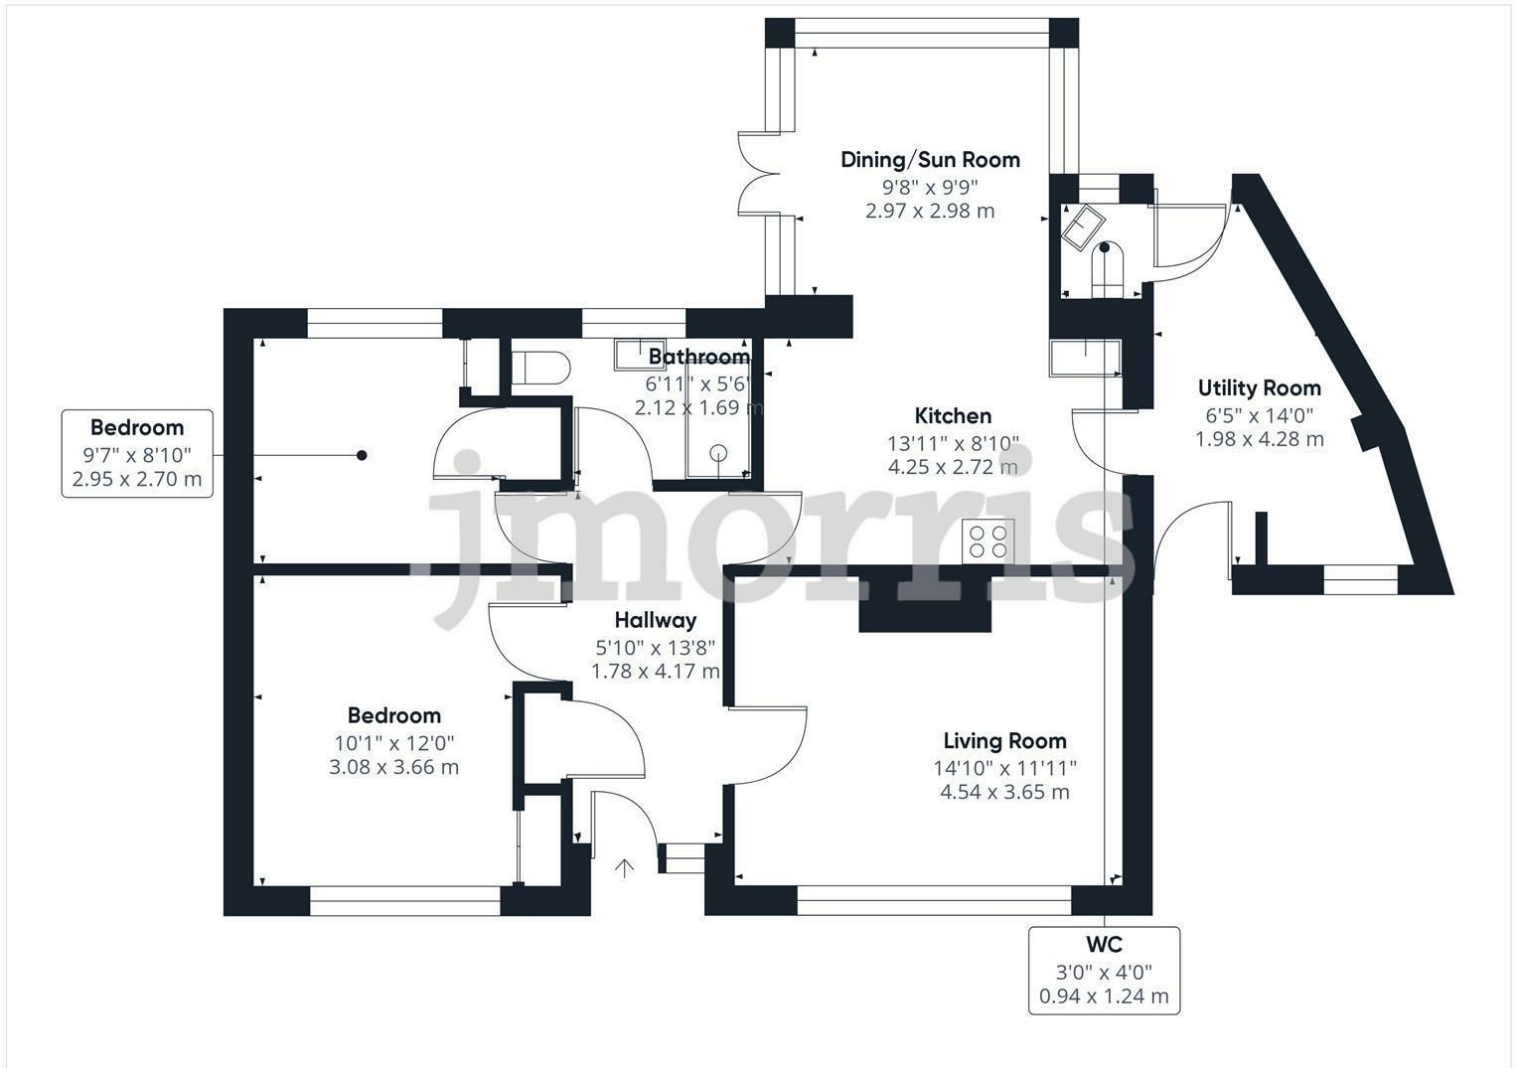 Dining/Sun Room
9'8" x 9'9"
2.97 x 2.98 m
Bathroom
6'11" x 5'6"
2.12 x 1.69 m
Utility Room
6'5" x 14'0"
1.98 x 4.28 m
Kitchen
13'11" x 8'10"
4.25 x 2.72 m
Bedroom
9'7" x 8'10"
2.95 x 2.70 m
jmorris
Hallway
5'10" x 13'8"
1.78 x 4.17 m
Bedroom
10'1" x 12'0"
3.08 x 3.66 m
Living Room
14'10" x 11'11"
4.54 x 3.65 m
WC
3'0" x 4'0"
0.94 x 1.24 m